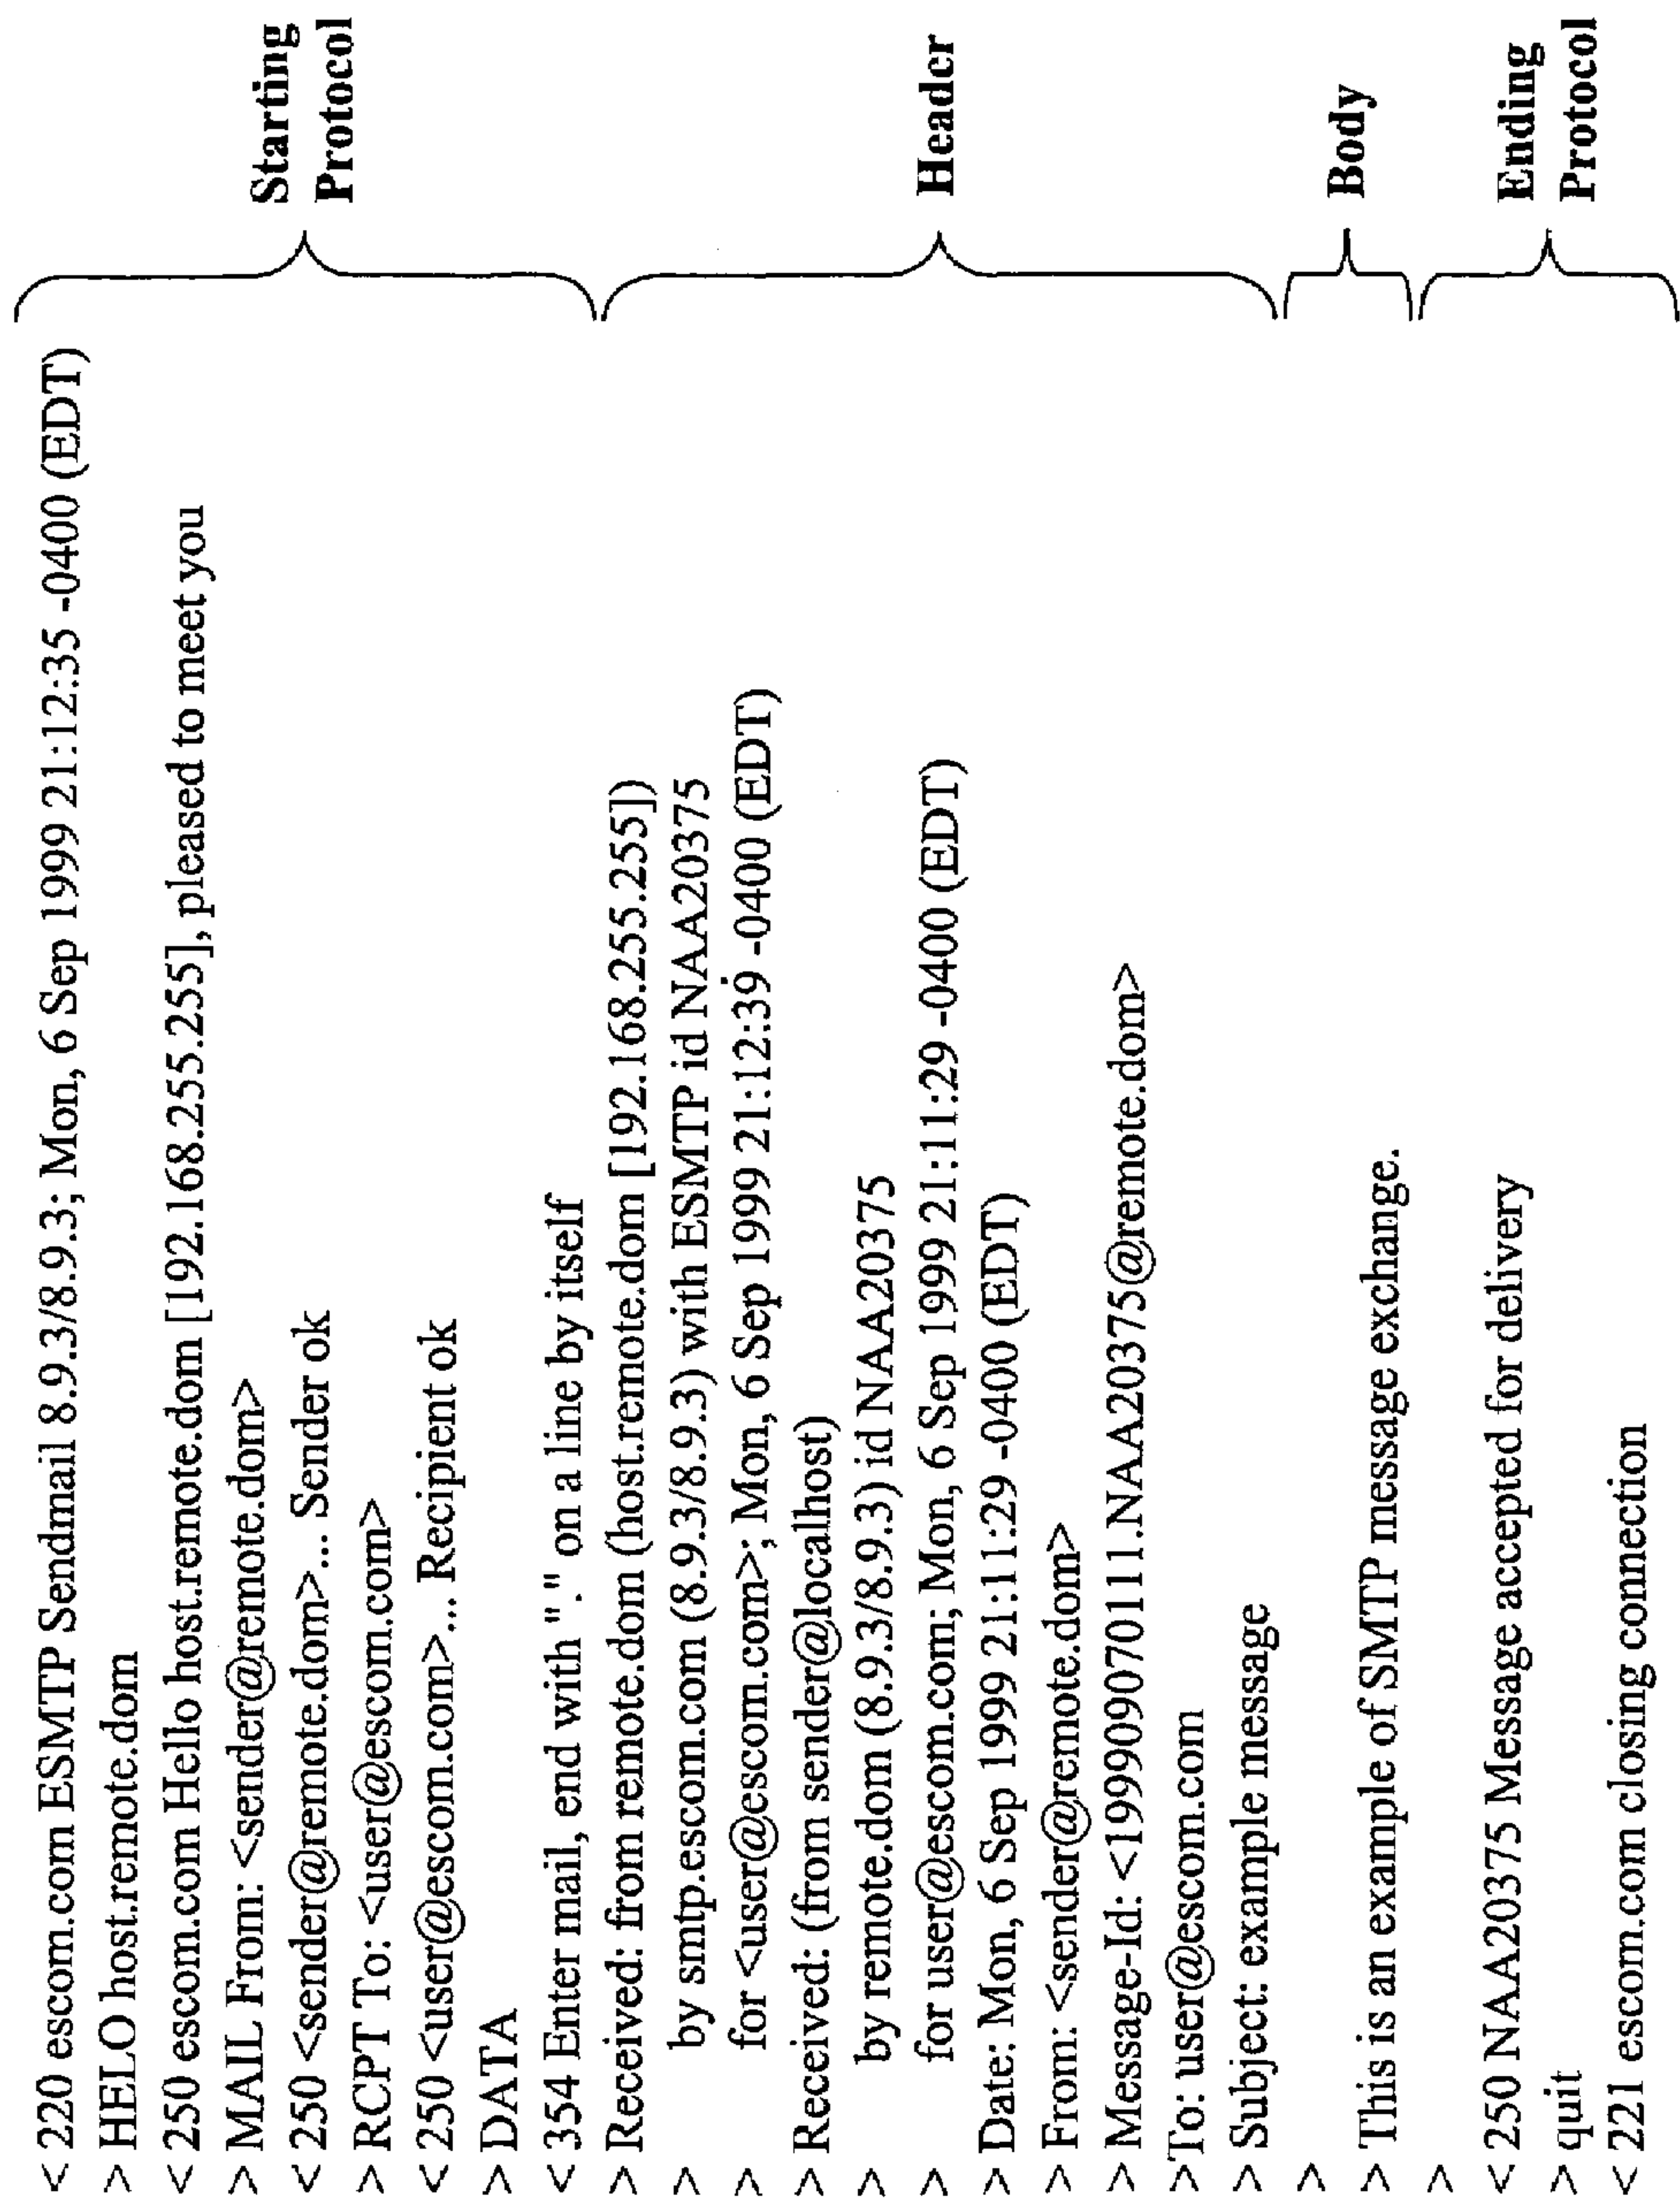 < 220 escom.com ESMTP Sendmail 8.9.3/8.9.3; Mon, 6 Sep 1999 21:12:35 -0400 (EDT)
> HELO host.remote.dom
< 250 escom.com Hello host.remote.dom [192.168.255.255], pleased to meet you
> MAIL From: <sender@remote.dom>
< 250 <sender@remote.dom>... Sender ok
> RCPT To: <user@escom.com>
< 250 <user@escom.com>... Recipient ok
> DATA
< 354 Enter mail, end with "." on a line by itself
Starting
Protocol
> Received: from remote.dom (host.remote.dom [192.168.255.255])
> by smtp.escom.com (8.9.3/8.9.3) with ESMTP id NAA20375
> for <user@escom.com>; Mon, 6 Sep 1999 21:12:39 -0400 (EDT)
> Received: (from sender@localhost)
> by remote.dom (8.9.3/8.9.3) id NAA20375
> for user@escom.com; Mon, 6 Sep 1999 21:11:29 -0400 (EDT)
> Date: Mon, 6 Sep 1999 21:11:29 -0400 (EDT)
> From: <sender@remote.dom>
> Message-Id: <199909070111.NAA20375@remote.dom>
>To: user@escom.com
> Subject: example message
Header
>
> This is an example of SMTP message exchange.
>
Body
< 250 NAA20375 Message accepted for delivery
> quit
< 221 escom.com closing connection
Ending
Protocol